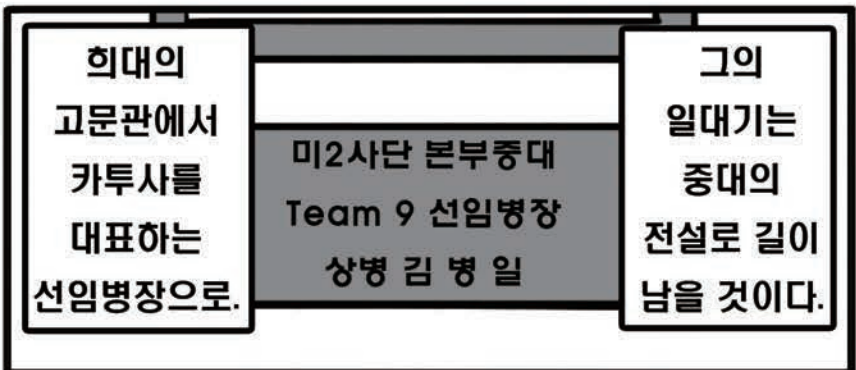 희대의
고문관에서
카투사를
대표하는
선임병장으로.
미2사단 본부중대
Team 9 선임병장
상병 김 병 일
그의
일대기는
중대의
전설로 길이
남을 것이다.